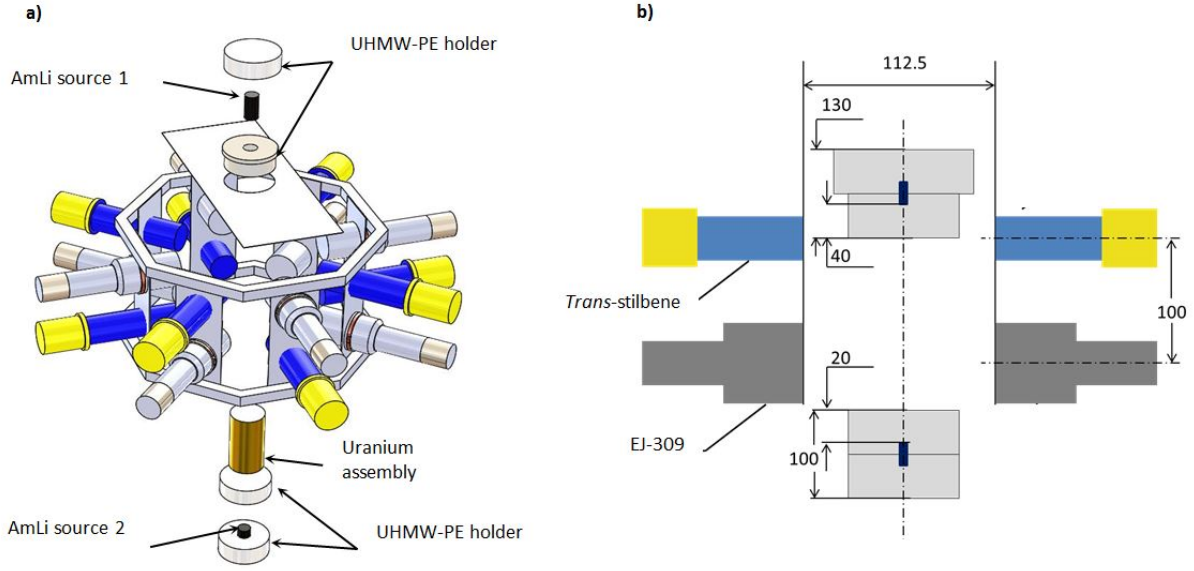 a)
UHMW-PE holder
AmLi source 1
Uranium
assembly
AmLi source 2
UHMW-PE holder
b)
112.5
130
40
Trans-stilbene
100
20
EJ-309
100